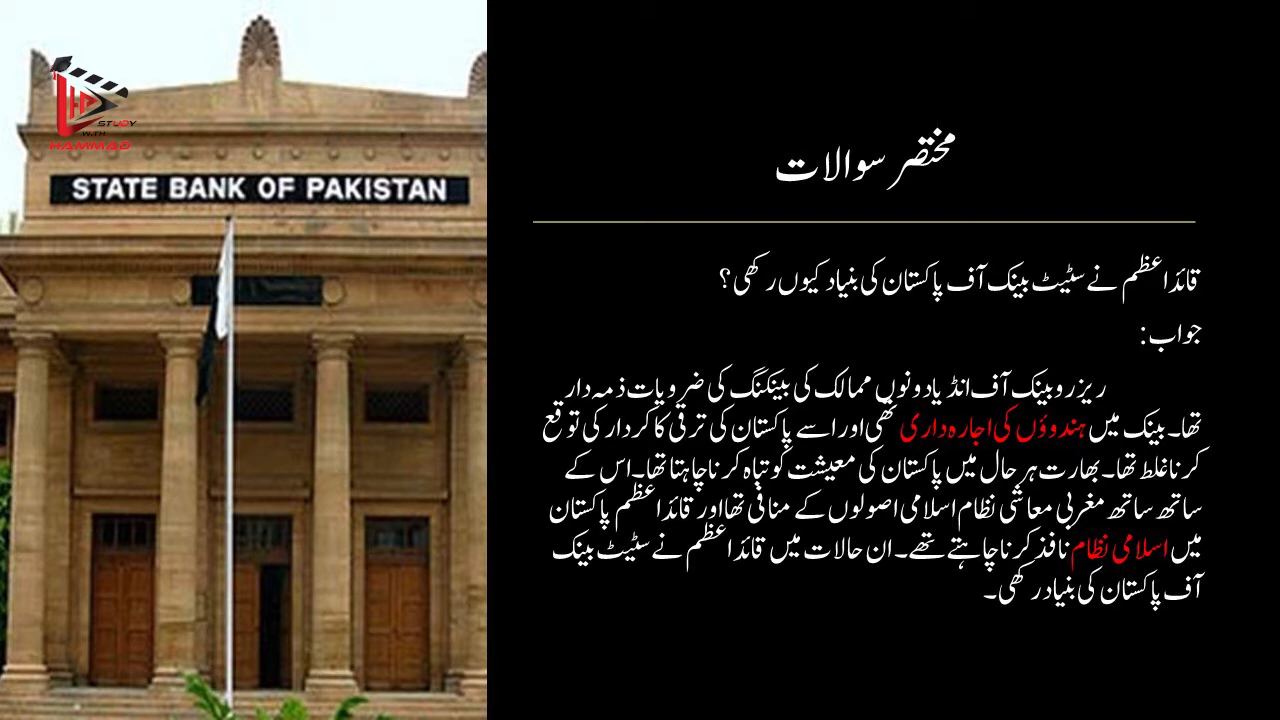 STUDY
WITH
HAMMAD
STATE BANK OF PAKISTAN
مختصر سوالات
قائداعظم نے سٹیٹ بینک آف پاکستان کی بنیاد کیوں رکھی؟
جواب:
ریزرو بینک آف انڈیا دونوں ممالک کی بینکنگ کی ضرویات ذمہ دار
تھا۔ بینک میں ہندوؤں کی اجارہ داری تھی اور اسے پاکستان کی ترقی کا کردار کی توقع
کرنا غلط تھا۔ بھارت ہر حال میں پاکستان کی معیشت کو تباہ کرنا چاہتا تھا۔ اس کے
ساتھ ساتھ مغربی معاشی نظام اسلامی اصولوں کے منافی تھا اور قائداعظم پاکستان
میں اسلامی نظام نافذ کرنا چاہتے تھے۔ ان حالات میں قائداعظم نے سٹیٹ بینک
آف پاکستان کی بنیاد رکھی۔